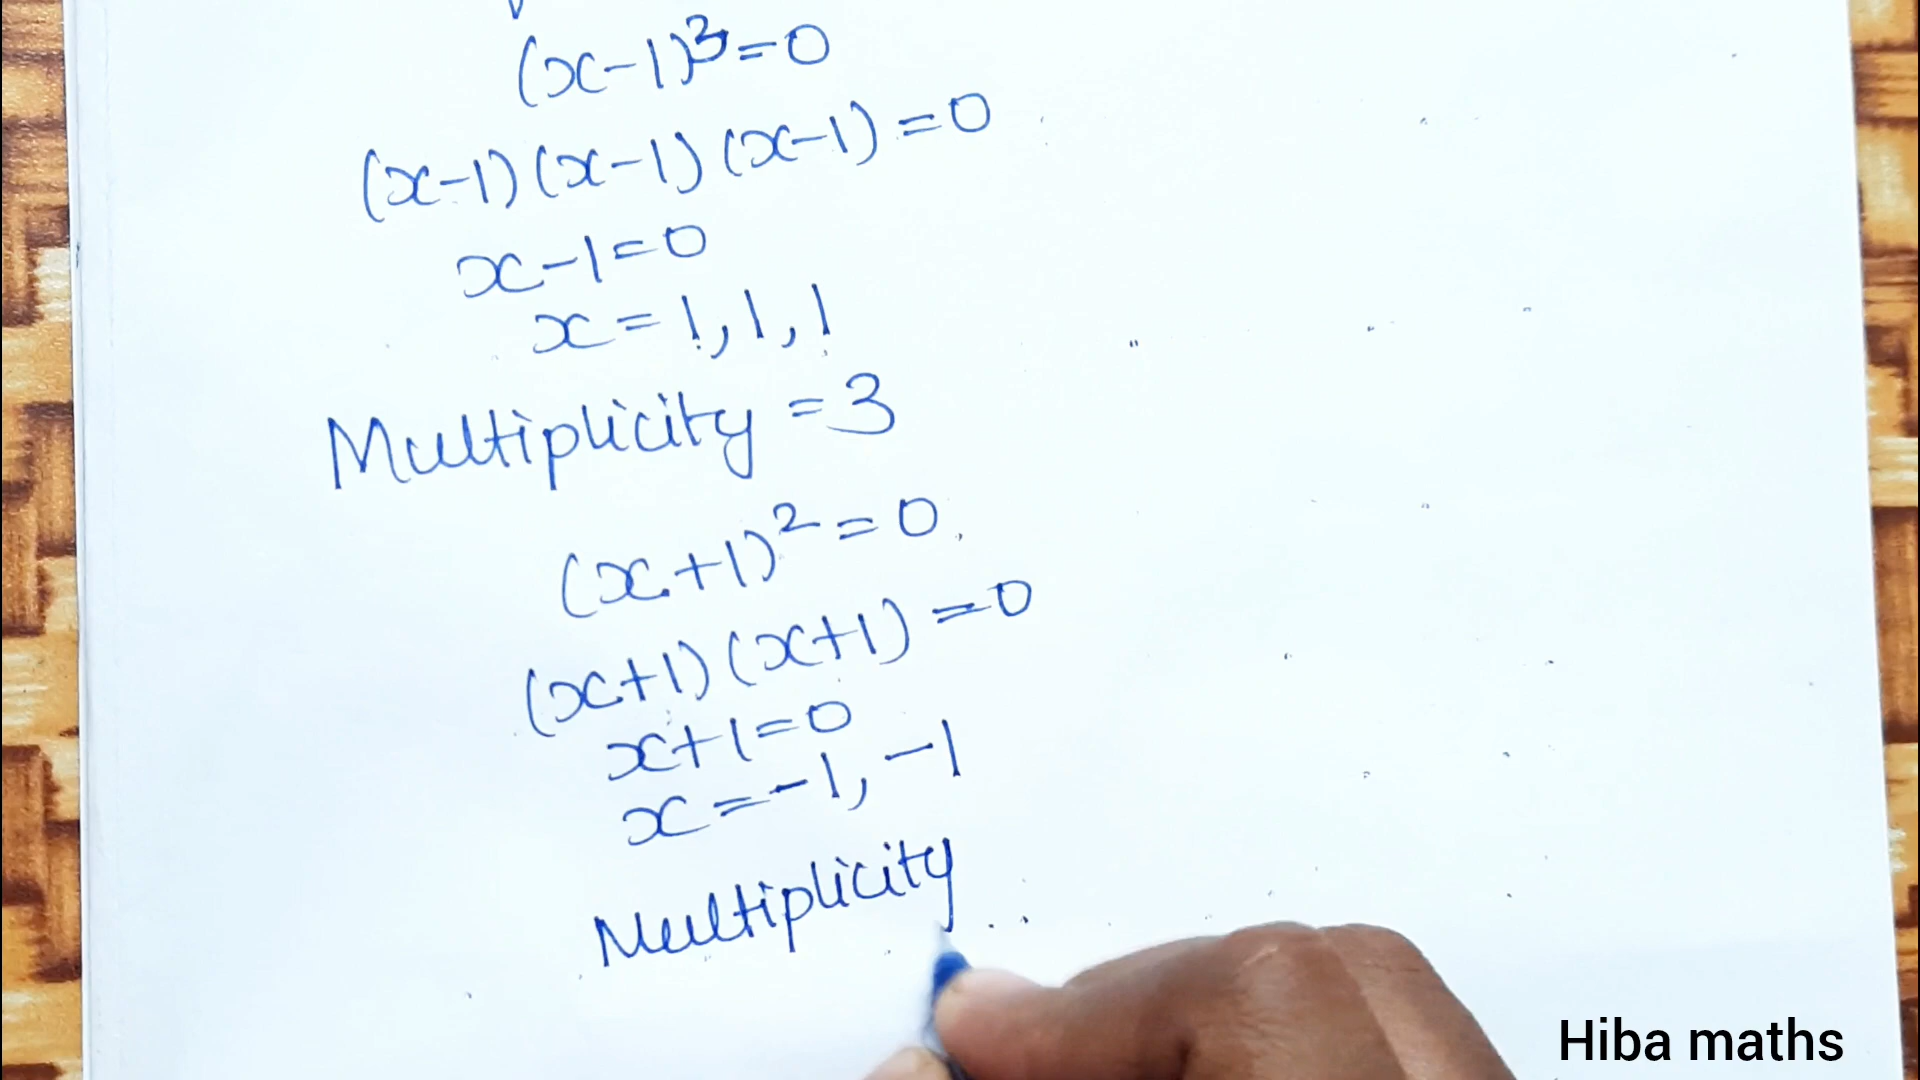 (x-1)³=0
(x-1)(x-1)(x-1)=0
x-1=0
x=1,1,1
Multiplicity =3
(x+1)²=0
(x+1)(x+1)=0
x+1=0
x=-1,-1
Multiplicity
Hiba maths